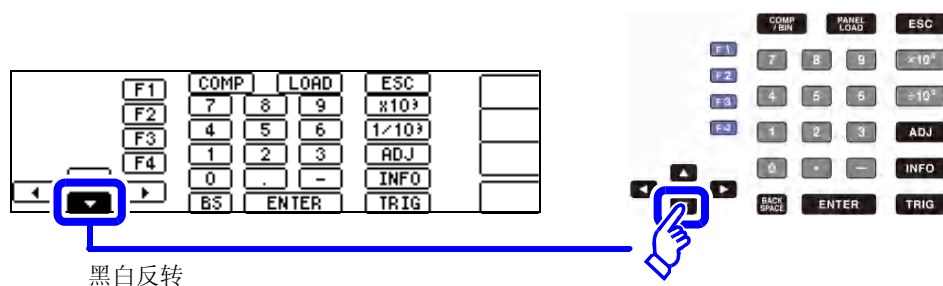 COMP /BIN PANEL LOAD ESC
F1 7 8 9 ×10³
F2
F3 4 5 6 ÷10³
F4 1 2 3 ADJ
0 · － INFO
BACK SPACE ENTER TRIG
F1 COMP LOAD ESC
F2 7 8 9 x10³
F3 4 5 6 1/10³
F4 1 2 3 ADJ
0 . － INFO
BS ENTER TRIG
黑白反转